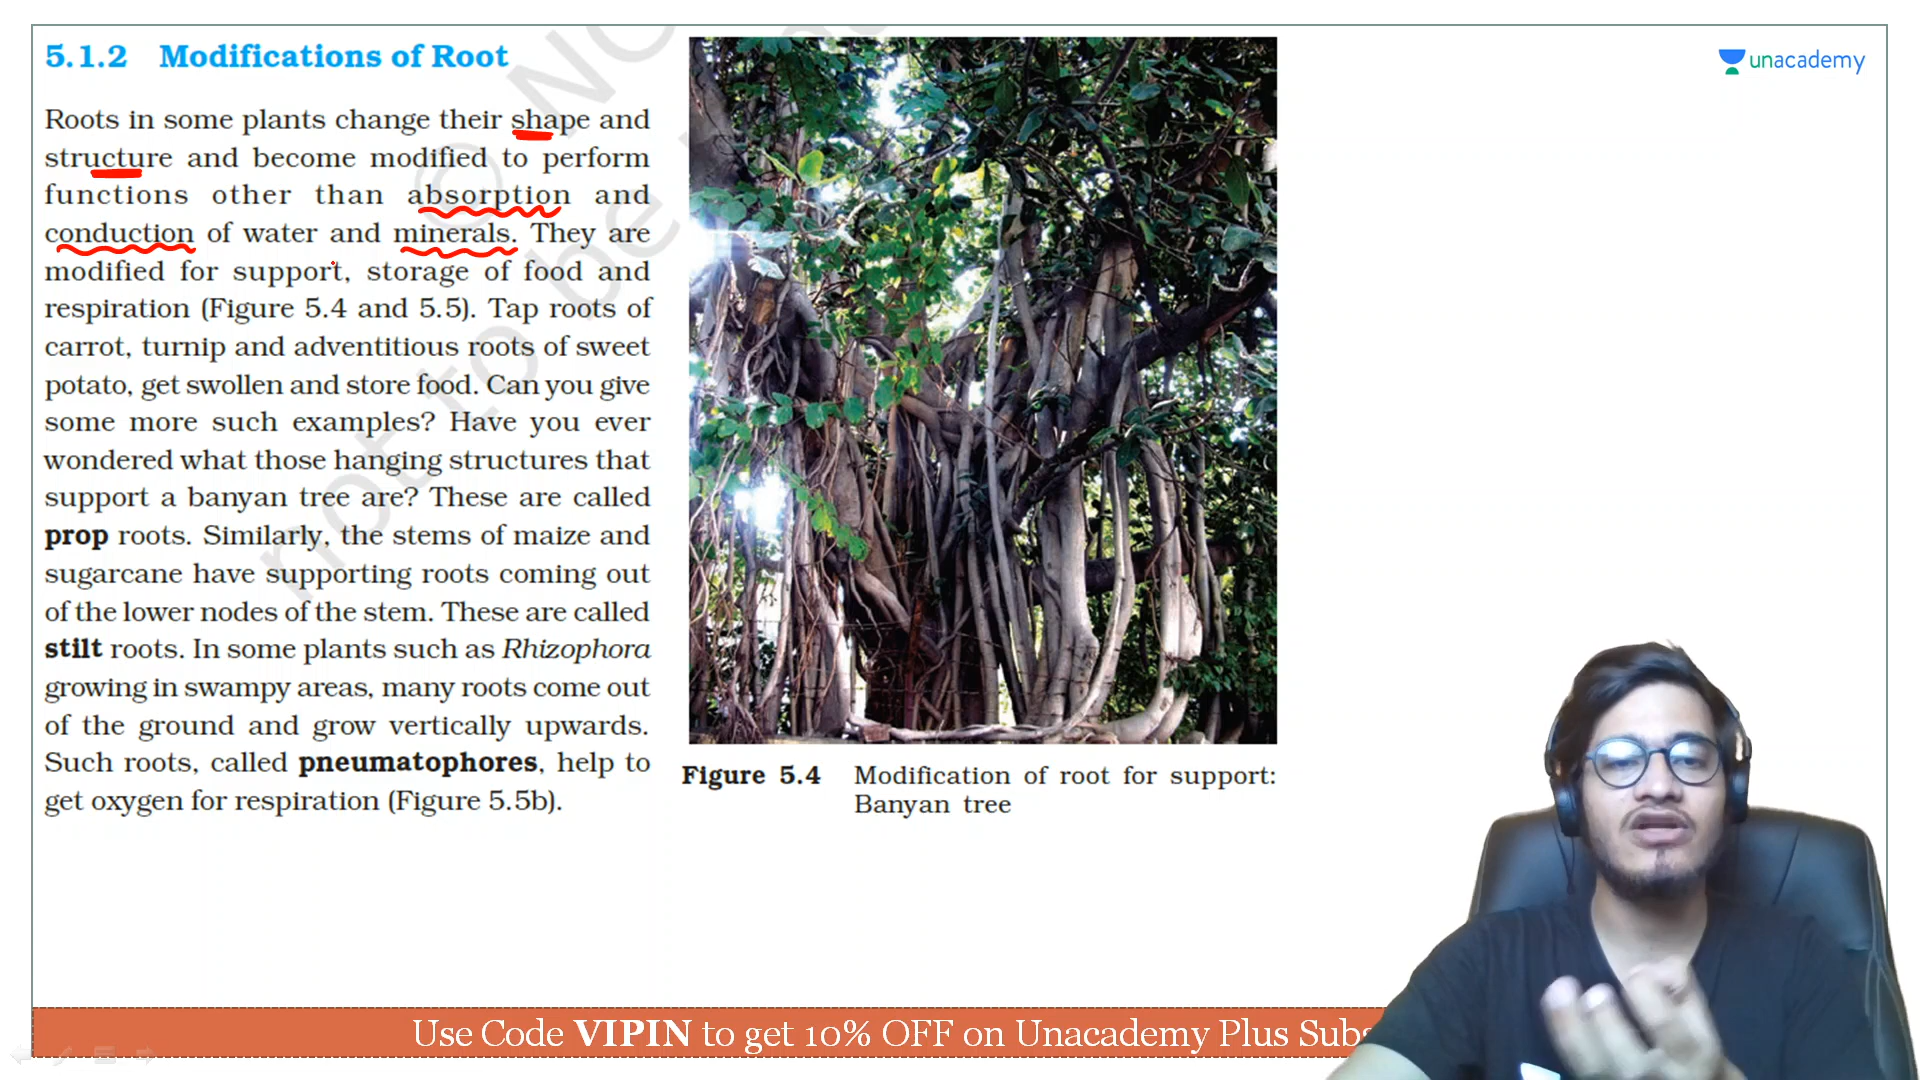 5.1.2 Modifications of Root
Roots in some plants change their shape and
structure and become modified to perform
functions other than absorption and
conduction of water and minerals. They are
modified for support, storage of food and
respiration (Figure 5.4 and 5.5). Tap roots of
carrot, turnip and adventitious roots of sweet
potato, get swollen and store food. Can you give
some more such examples? Have you ever
wondered what those hanging structures that
support a banyan tree are? These are called
prop roots. Similarly, the stems of maize and
sugarcane have supporting roots coming out
of the lower nodes of the stem. These are called
stilt roots. In some plants such as Rhizophora
growing in swampy areas, many roots come out
of the ground and grow vertically upwards.
Such roots, called pneumatophores, help to
get oxygen for respiration (Figure 5.5b).
Figure 5.4 Modification of root for support:
Banyan tree
unacademy
Use Code VIPIN to get 10% OFF on Unacademy Plus Subs
© NC
not to be